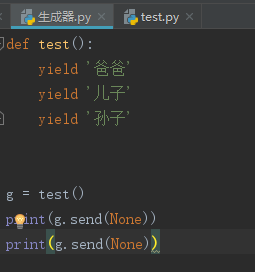 生成器.py × test.py ×
def test():
yield '爸爸'
yield '儿子'
yield '孙子'
g = test()
print(g.send(None))
print(g.send(None))